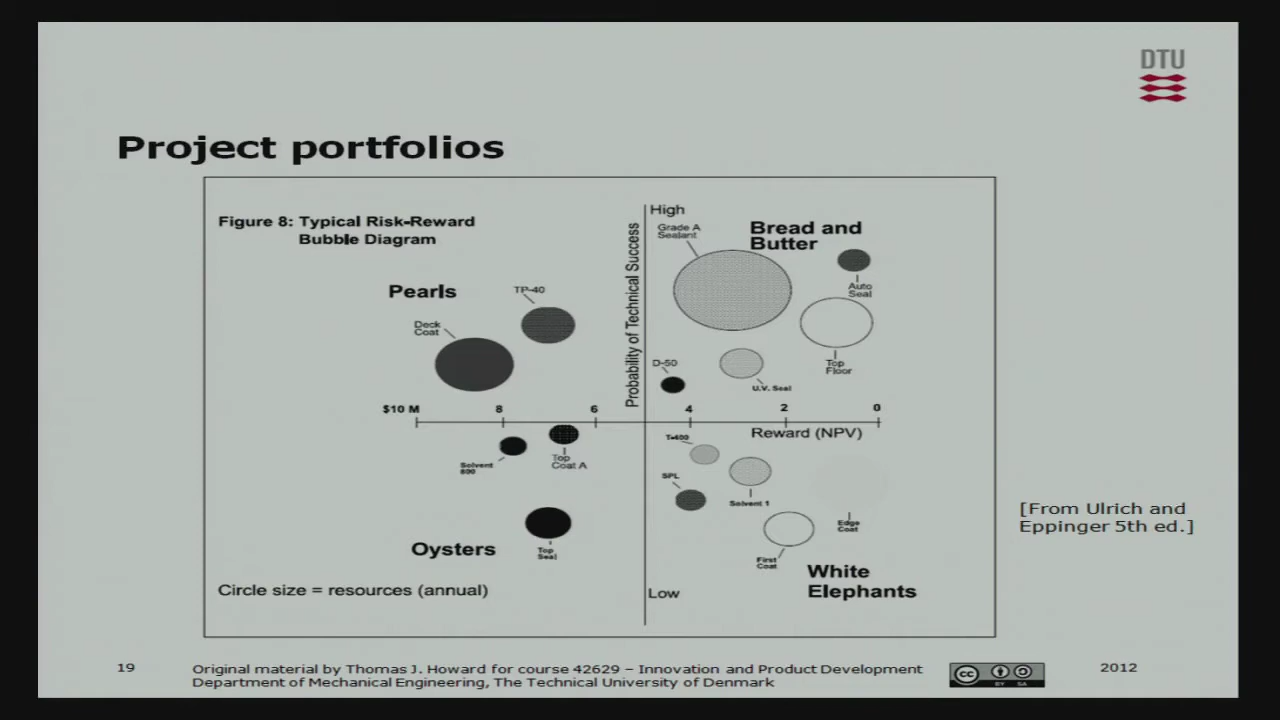 DTU
Project portfolios
Figure 8: Typical Risk-Reward
Bubble Diagram
High
Probability of Technical Success
Grade A
Sealant
Bread and
Butter
Auto
Seal
Pearls
TP-40
Deck
Coat
Top
Floor
D-50
U.V. Seal
$10 M
8
6
4
2
0
Reward (NPV)
T-400
Solvent
800
Top
Coat A
SPL
Solvent 1
Edge
Coat
Oysters
Top
Seal
First
Coat
White
Elephants
Circle size = resources (annual)
Low
[From Ulrich and
Eppinger 5th ed.]
19
Original material by Thomas J. Howard for course 42629 – Innovation and Product Development
Department of Mechanical Engineering, The Technical University of Denmark
cc
BY SA
2012